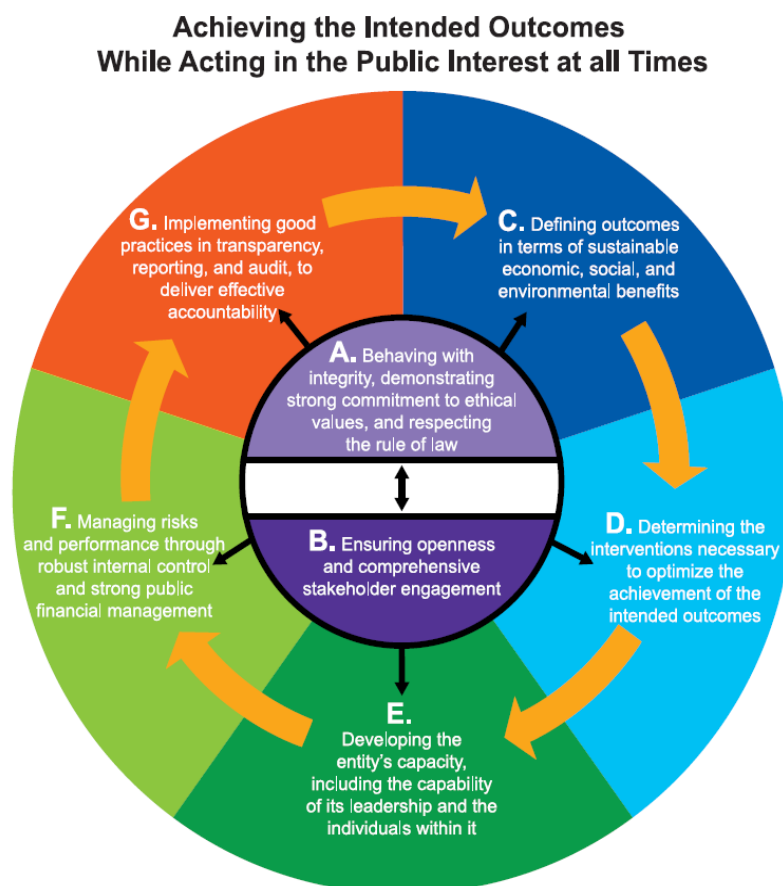 Achieving the Intended Outcomes
While Acting in the Public Interest at all Times
G. Implementing good
practices in transparency,
reporting, and audit, to
deliver effective
accountability
C. Defining outcomes
in terms of sustainable
economic, social, and
environmental benefits
A. Behaving with
integrity, demonstrating
strong commitment to ethical
values, and respecting
the rule of law
F. Managing risks
and performance through
robust internal control
and strong public
financial management
B. Ensuring openness
and comprehensive
stakeholder engagement
D. Determining the
interventions necessary
to optimize the
achievement of the
intended outcomes
E.
Developing the
entity's capacity,
including the capability
of its leadership and the
individuals within it